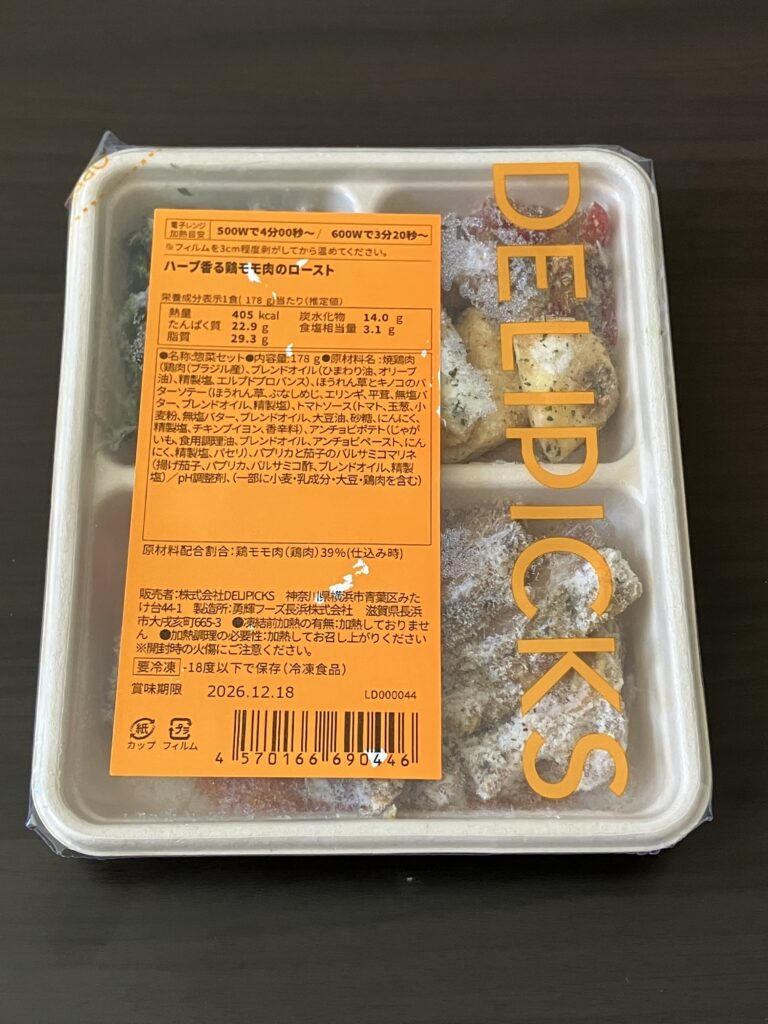 電子レンジ
加熱目安
500Wで4分00秒〜/ 600Wで3分20秒〜
※フィルムを3cm程度剥がしてから温めてください。
ハーブ香る鶏モモ肉のロースト
栄養成分表示1食( 178 g)当たり(推定値)
熱量 405 kcal 炭水化物 14.0 g
たんぱく質 22.9 g 食塩相当量 3.1 g
脂質 29.3 g
●名称:惣菜セット●内容量:178 g●原材料名:焼鶏肉
(鶏肉(ブラジル産)、ブレンドオイル(ひまわり油、オリーブ
油)、精製塩、エルブドプロバンス)、ほうれん草とキノコのバ
ターソテー(ほうれん草、ぶなしめじ、エリンギ、平茸、無塩バ
ター、ブレンドオイル、精製塩)、トマトソース(トマト、玉葱、小
麦粉、無塩バター、ブレンドオイル、大豆油、砂糖、にんにく、
精製塩、チキンブイヨン、香辛料)、アンチョビポテト(じゃが
いも、食用調理油、ブレンドオイル、アンチョビペースト、にん
にく、精製塩、パセリ)、パプリカと茄子のバルサミコマリネ
(揚げ茄子、パプリカ、バルサミコ酢、ブレンドオイル、精製
塩)/pH調整剤、(一部に小麦・乳成分・大豆・鶏肉を含む)
原材料配合割合:鶏モモ肉(鶏肉)39%(仕込み時)
販売者:株式会社DELIPICKS 神奈川県横浜市青葉区みた
け台44-1 製造所:勇輝フーズ長浜株式会社 滋賀県長浜
市大戌亥町665-3 ●凍結前加熱の有無:加熱しておりませ
ん ●加熱調理の必要性:加熱してお召し上がりください
※開封時の火傷にご注意ください。
要冷凍 -18度以下で保存(冷凍食品)
賞味期限 2026.12.18 LD000044
紙 プラ
カップ フィルム
4 570166 690446
DELIPICKS